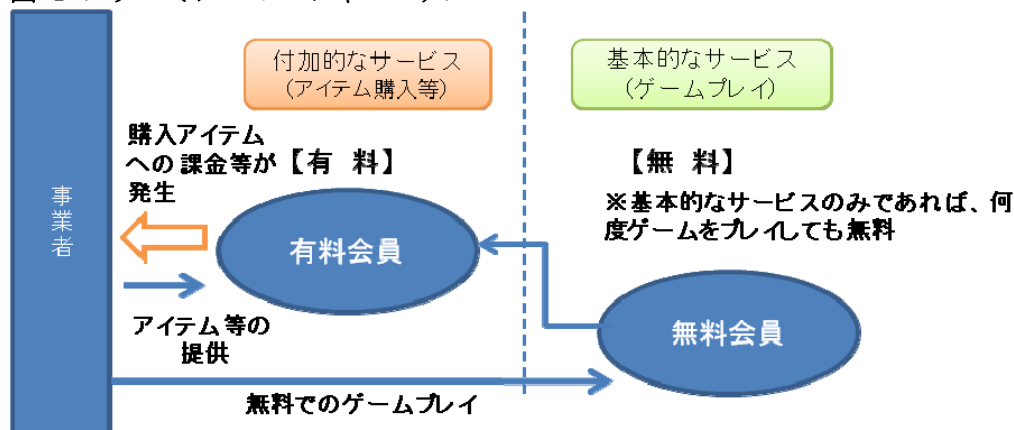 付加的なサービス
(アイテム購入等)
基本的なサービス
(ゲームプレイ)
購入アイテム
への課金等が
発生
【有 料】
【無 料】
※基本的なサービスのみであれば、何
度ゲームをプレイしても無料
事業者
有料会員
無料会員
アイテム等の
提供
無料でのゲームプレイ